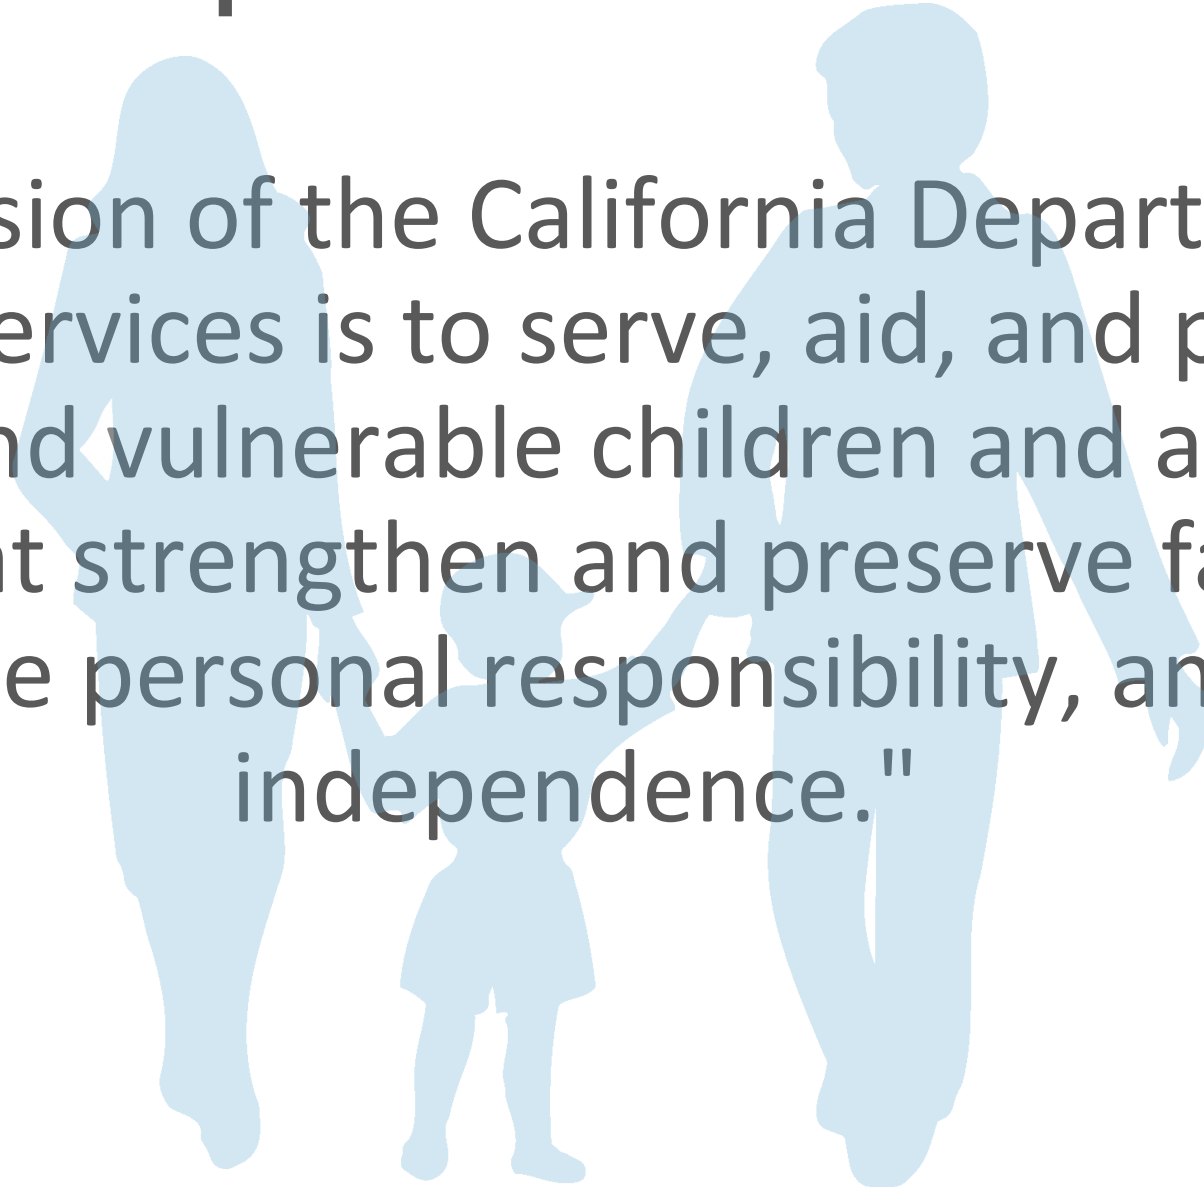 sion of the California Depart
ervices is to serve, aid, and p
nd vulnerable children and a
t strengthen and preserve fa
e personal responsibility, an
independence."